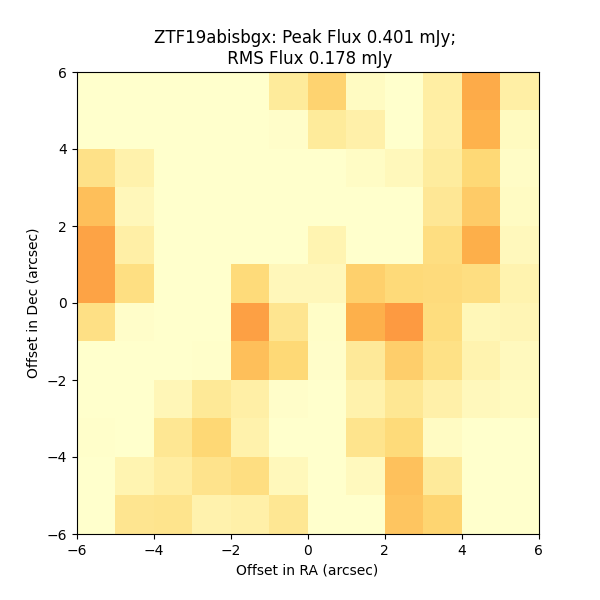 ZTF19abisbgx: Peak Flux 0.401 mJy;
RMS Flux 0.178 mJy
6
4
2
0
−2
−4
−6
Offset in Dec (arcsec)
−6 −4 −2 0 2 4 6
Offset in RA (arcsec)